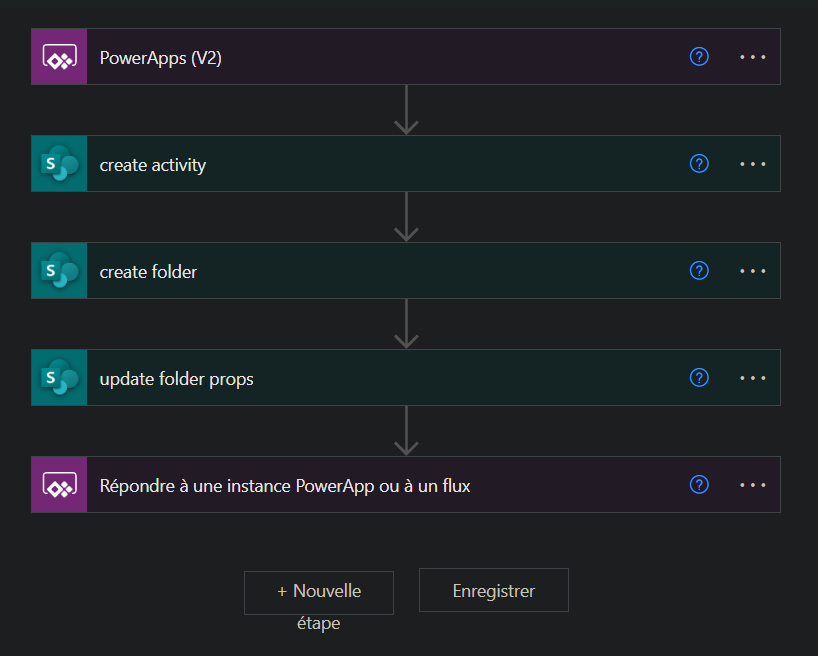 PowerApps (V2)
?
S
create activity
?
S
create folder
?
S
update folder props
?
Répondre à une instance PowerApp ou à un flux
?
+ Nouvelle
étape
Enregistrer